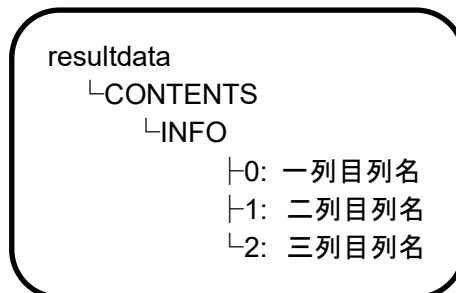 resultdata
└CONTENTS
└INFO
├0: 一列目列名
├1: 二列目列名
└2: 三列目列名